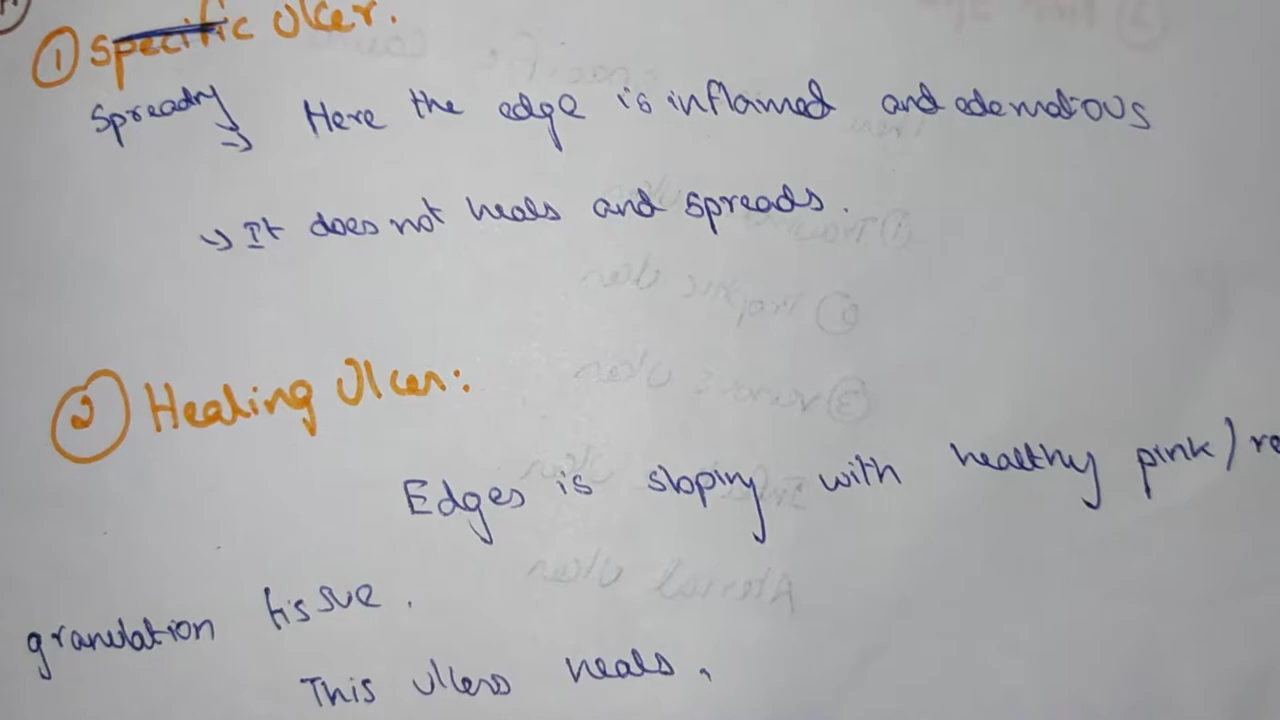 ① Specific Ulcer.
Spreading → Here the edge is inflamed and edematous
→ It does not heals and spreads.
② Healing Ulcer:
Edges is sloping with healthy pink/re
granulation tissue.
This ulcers heals.